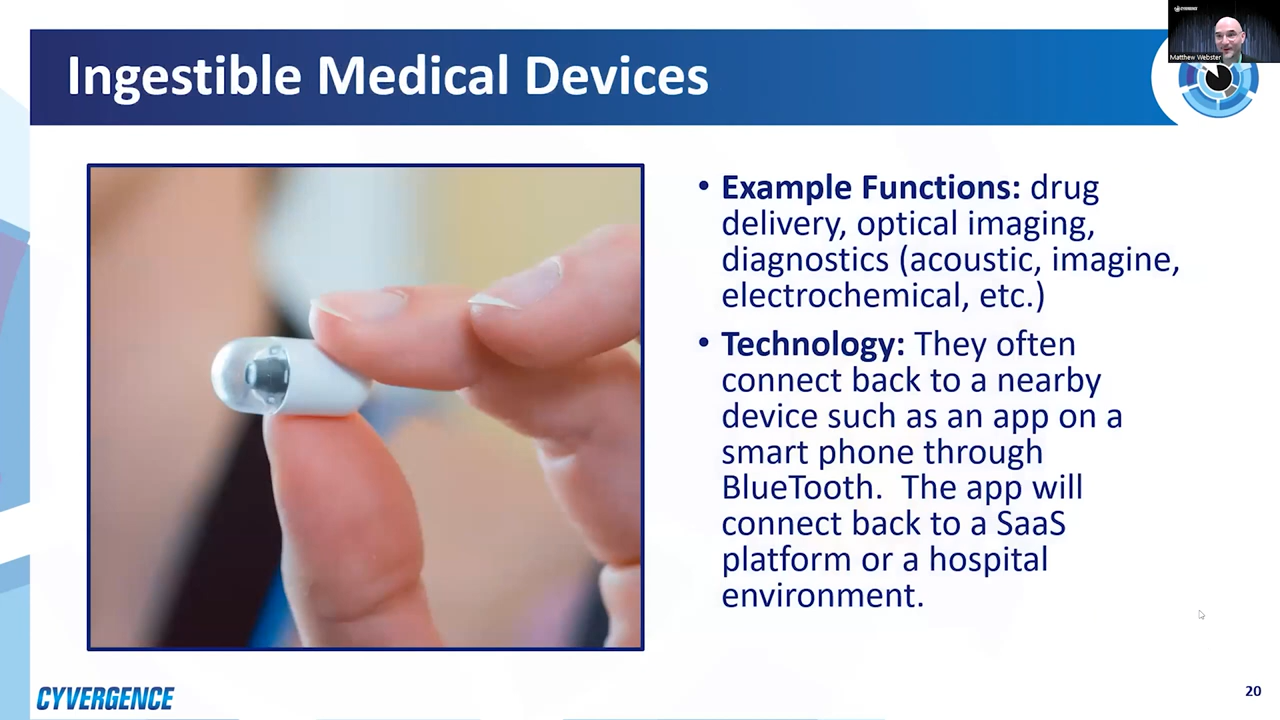 CYVERGENCE
Matthew Webster
Ingestible Medical Devices
• Example Functions: drug
delivery, optical imaging,
diagnostics (acoustic, imagine,
electrochemical, etc.)
• Technology: They often
connect back to a nearby
device such as an app on a
smart phone through
BlueTooth.  The app will
connect back to a SaaS
platform or a hospital
environment.
CYVERGENCE
20